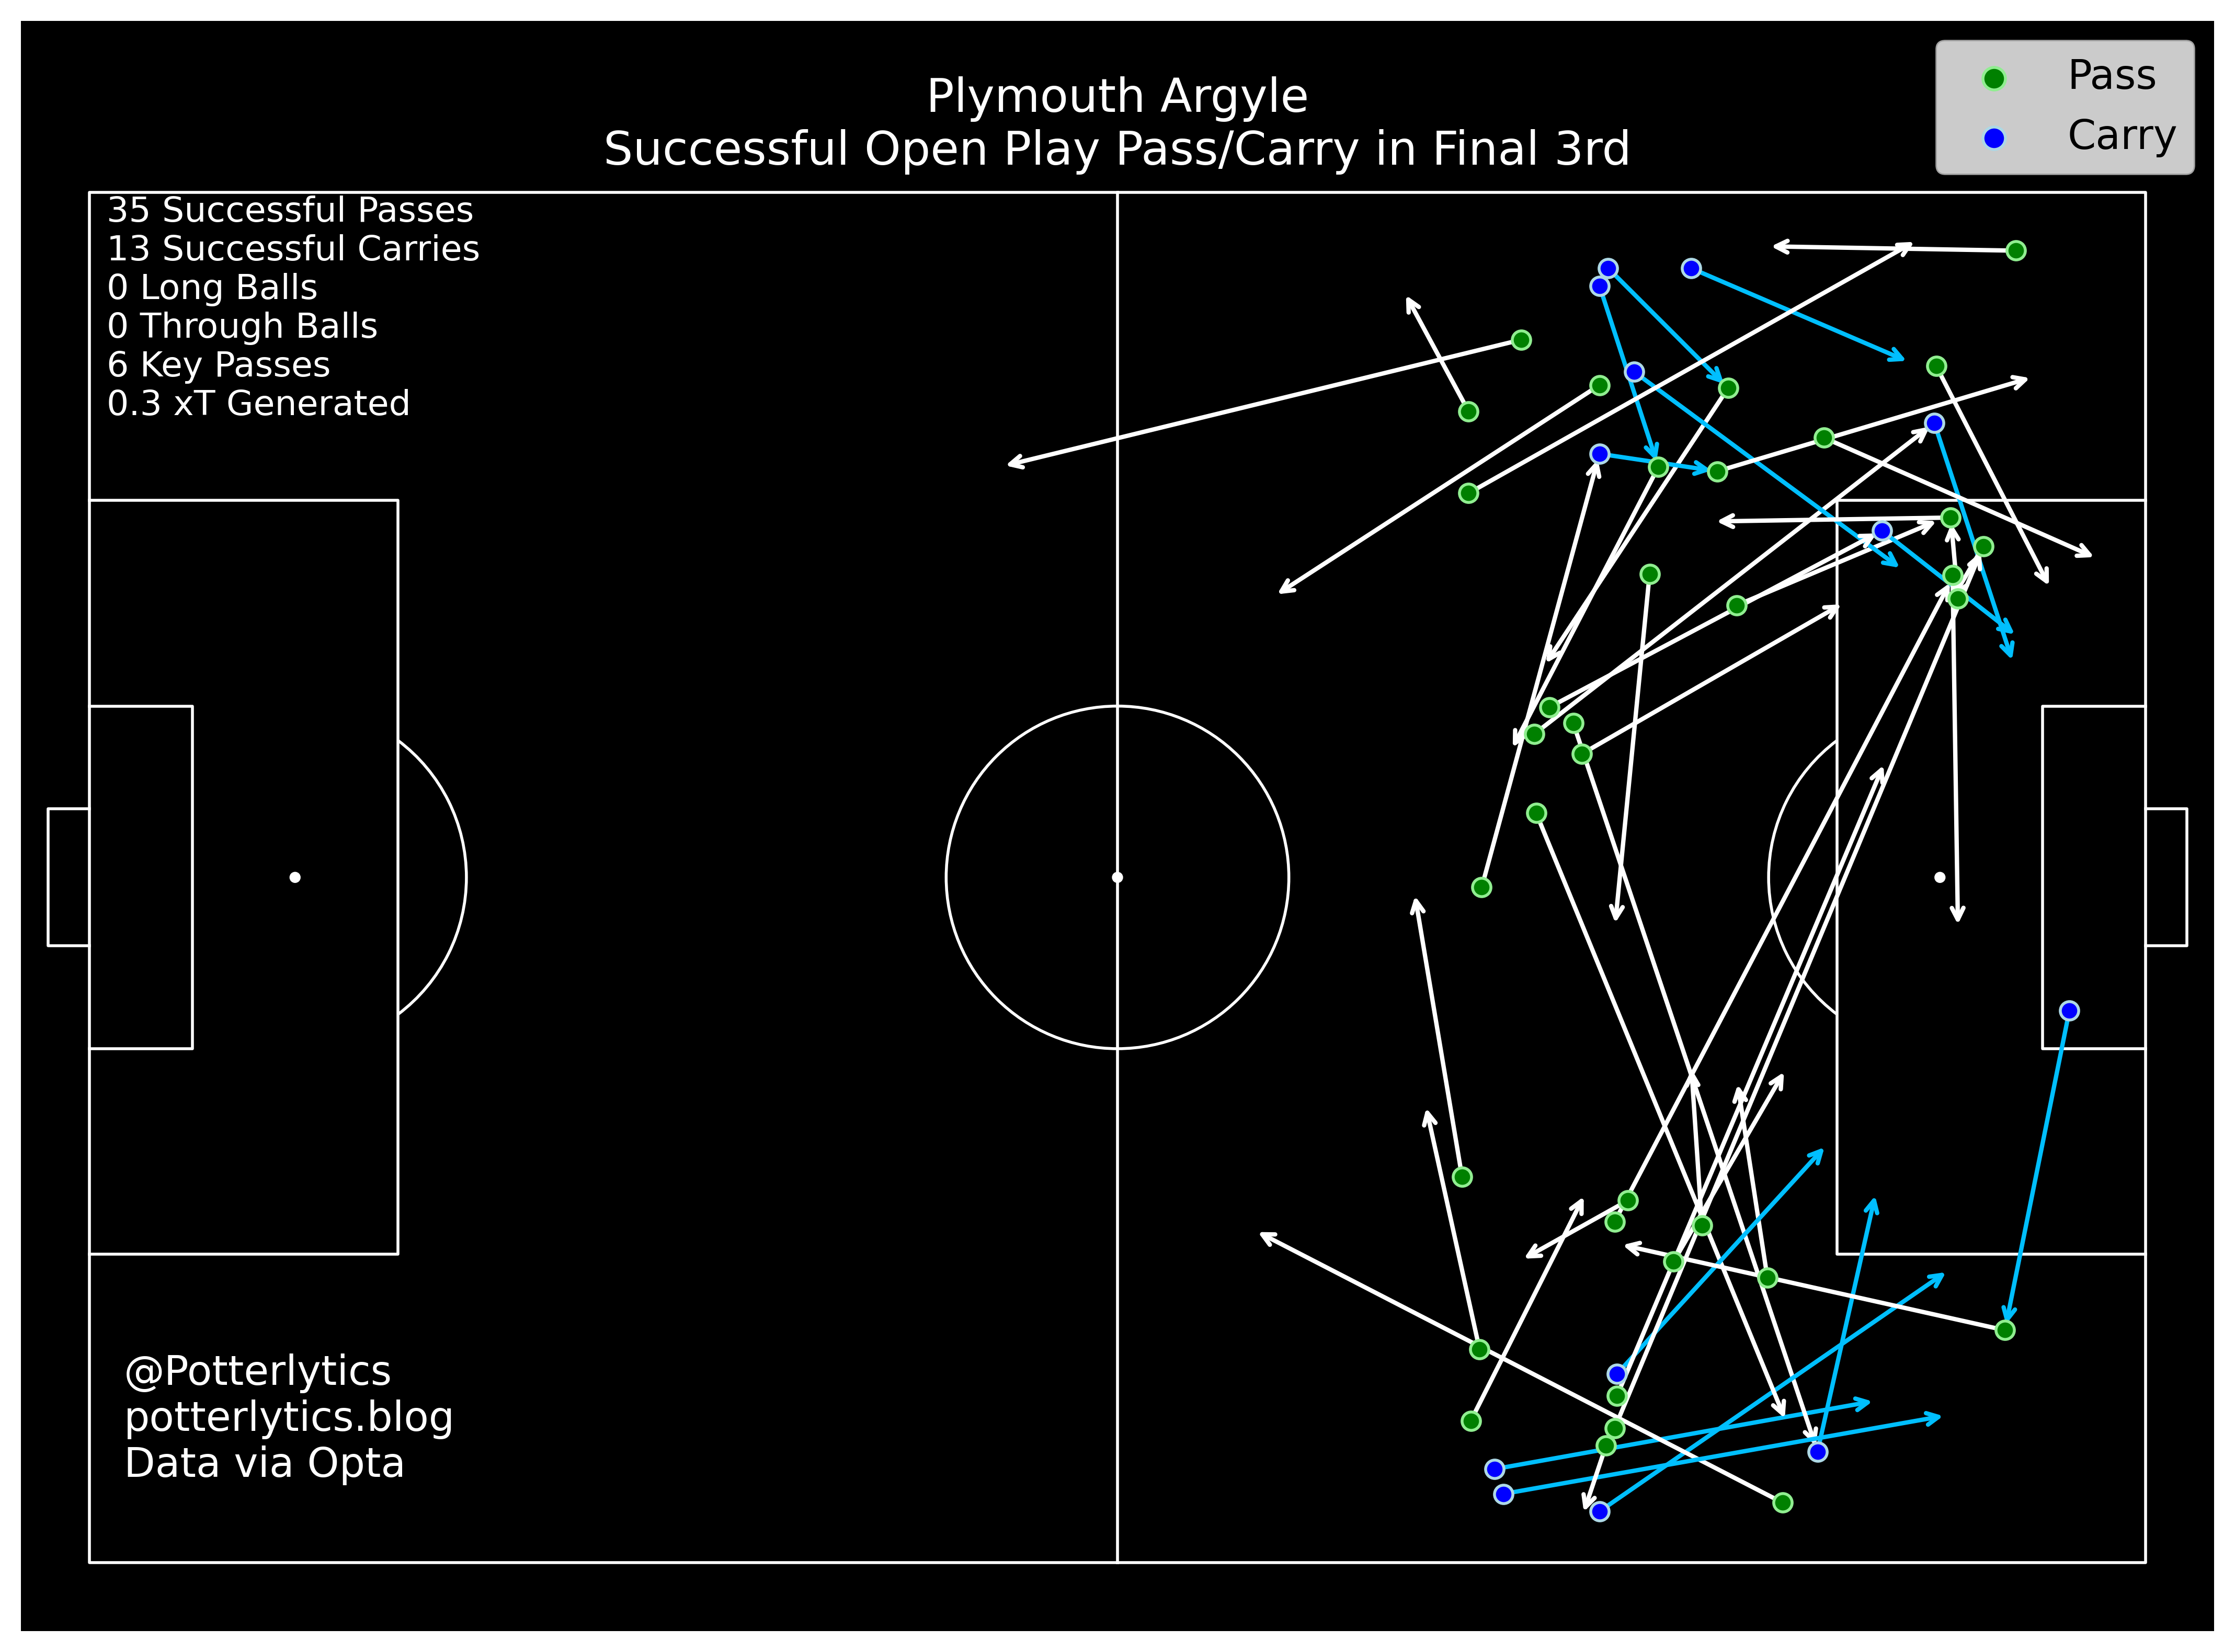 Plymouth Argyle
Successful Open Play Pass/Carry in Final 3rd
Pass
Carry
35 Successful Passes
13 Successful Carries
0 Long Balls
0 Through Balls
6 Key Passes
0.3 xT Generated
@Potterlytics
potterlytics.blog
Data via Opta